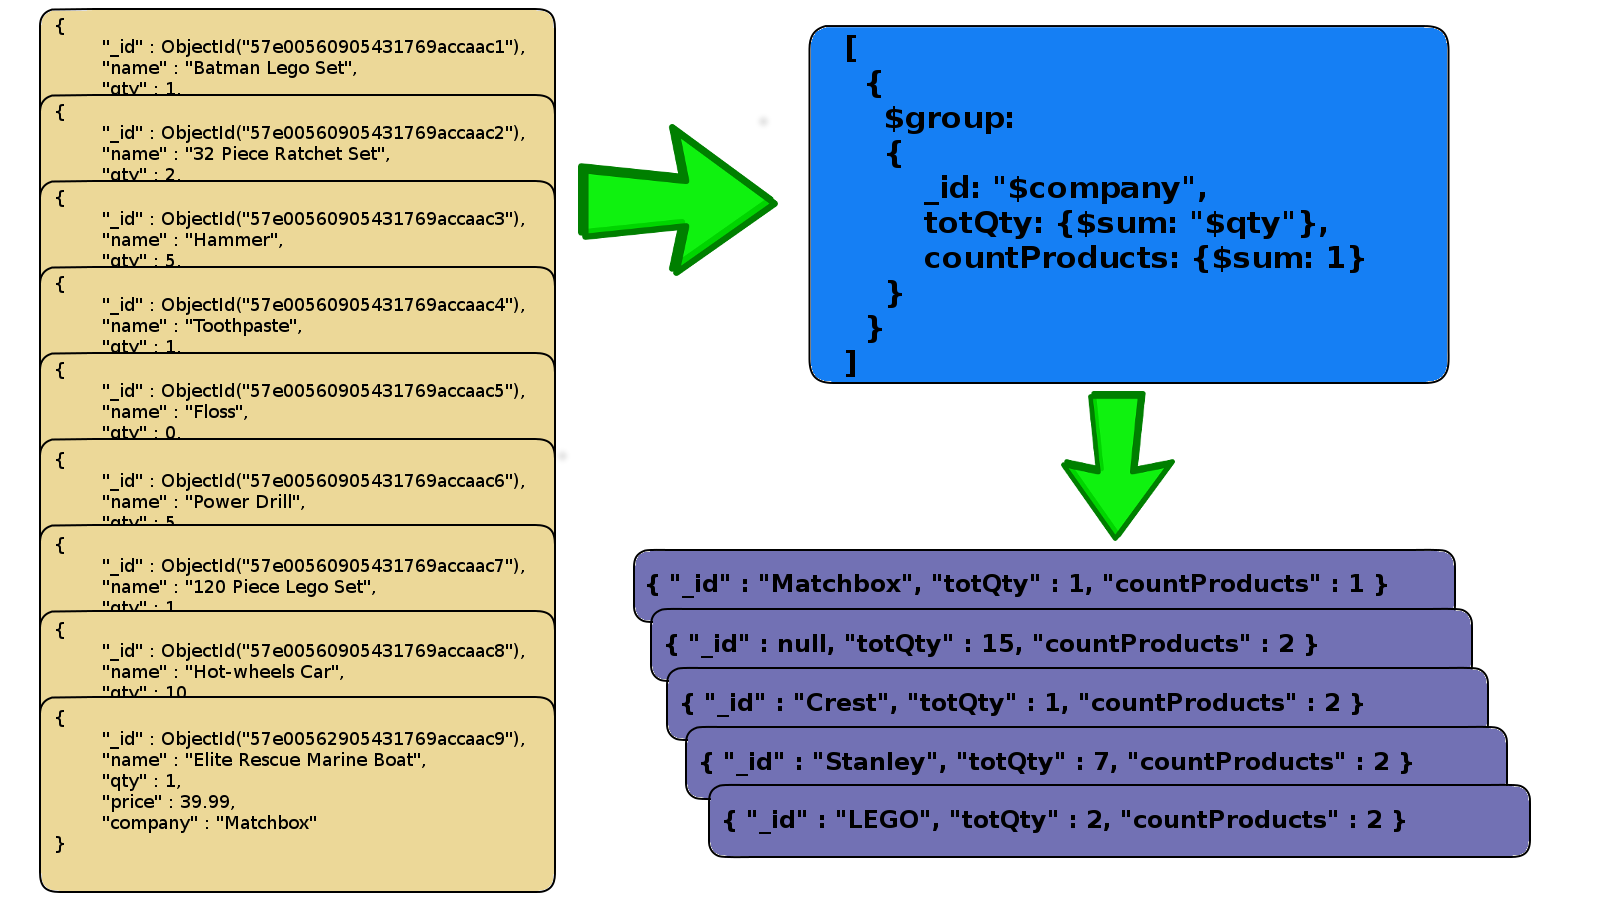 {
"_id" : ObjectId("57e00560905431769accaac1"),
"name" : "Batman Lego Set",
"qty" : 1,
{
"_id" : ObjectId("57e00560905431769accaac2"),
"name" : "32 Piece Ratchet Set",
"qty" : 2,
{
"_id" : ObjectId("57e00560905431769accaac3"),
"name" : "Hammer",
"qty" : 5,
{
"_id" : ObjectId("57e00560905431769accaac4"),
"name" : "Toothpaste",
"qty" : 1,
{
"_id" : ObjectId("57e00560905431769accaac5"),
"name" : "Floss",
"qty" : 0,
{
"_id" : ObjectId("57e00560905431769accaac6"),
"name" : "Power Drill",
"qty" : 5
{
"_id" : ObjectId("57e00560905431769accaac7"),
"name" : "120 Piece Lego Set",
"qty" : 1
{
"_id" : ObjectId("57e00560905431769accaac8"),
"name" : "Hot-wheels Car",
"qty" : 10
{
"_id" : ObjectId("57e00562905431769accaac9"),
"name" : "Elite Rescue Marine Boat",
"qty" : 1,
"price" : 39.99,
"company" : "Matchbox"
}
[
{
$group:
{
_id: "$company",
totQty: {$sum: "$qty"},
countProducts: {$sum: 1}
}
}
]
{ "_id" : "Matchbox", "totQty" : 1, "countProducts" : 1 }
{ "_id" : null, "totQty" : 15, "countProducts" : 2 }
{ "_id" : "Crest", "totQty" : 1, "countProducts" : 2 }
{ "_id" : "Stanley", "totQty" : 7, "countProducts" : 2 }
{ "_id" : "LEGO", "totQty" : 2, "countProducts" : 2 }